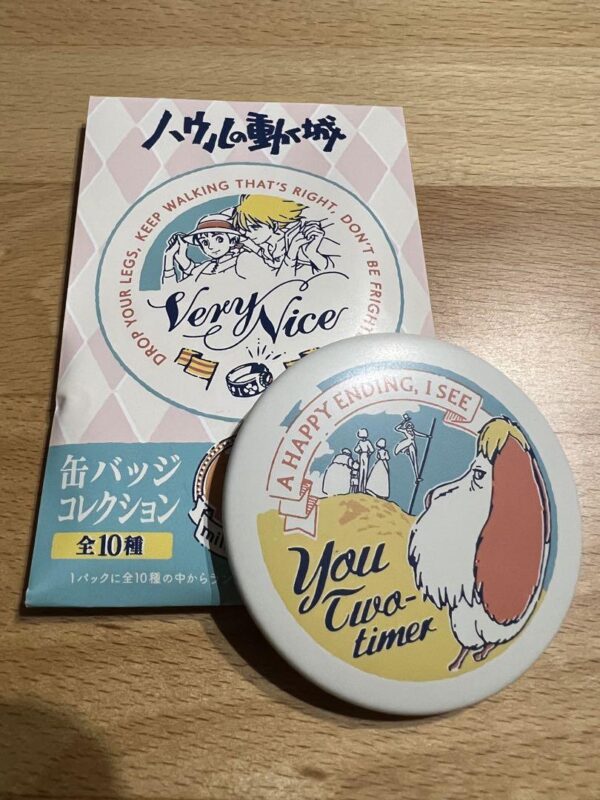 ハウルの動く城
DROP YOUR LEGS, KEEP WALKING THAT'S RIGHT, DON'T BE
Very Nice
缶バッジ
コレクション
全10種
1パックに全10種の中から
A HAPPY ENDING, I SEE
You
Two-
timer